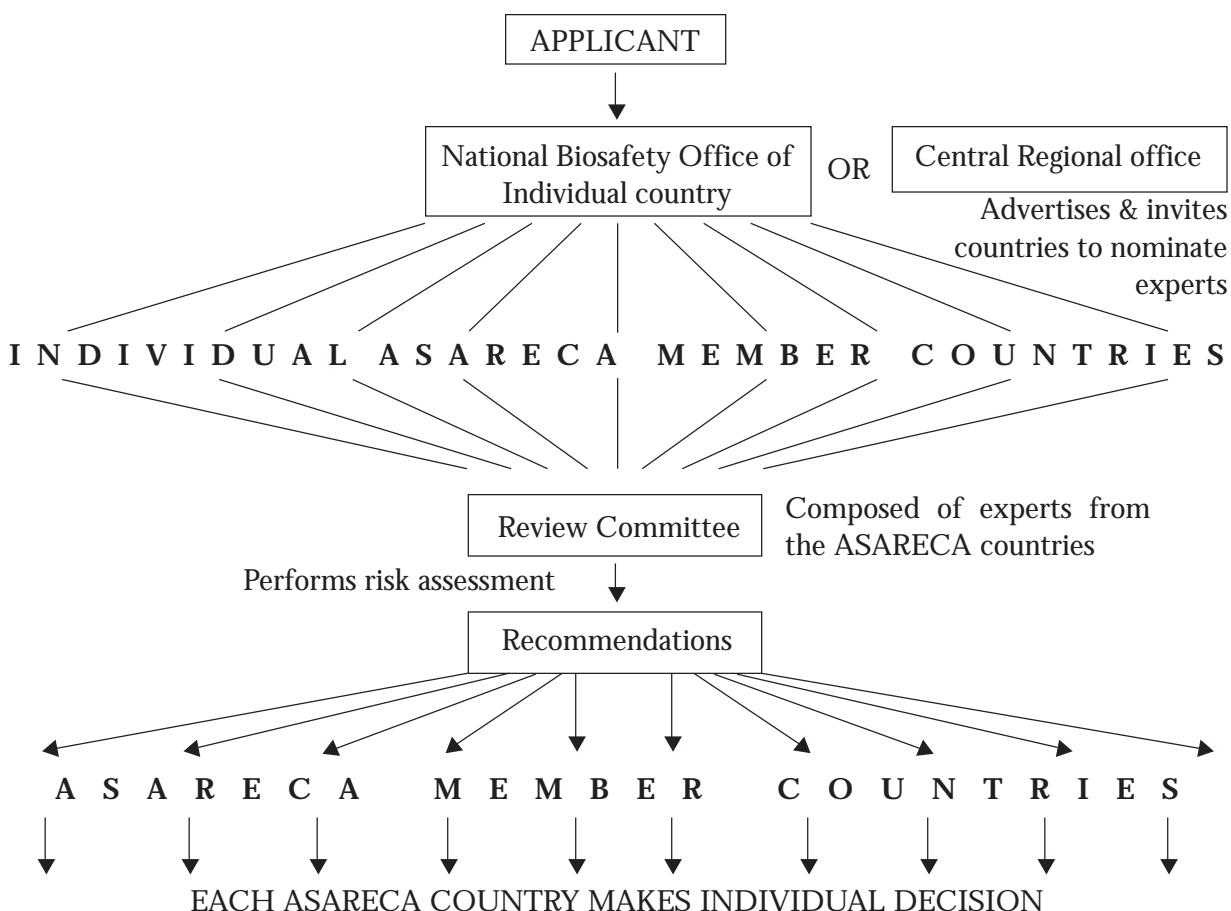 APPLICANT
National Biosafety Office of
Individual country
OR
Central Regional office
Advertises & invites
countries to nominate
experts
INDIVIDUAL ASARECA MEMBER COUNTRIES
Review Committee
Composed of experts from
the ASARECA countries
Performs risk assessment
Recommendations
ASARECA MEMBER COUNTRIES
EACH ASARECA COUNTRY MAKES INDIVIDUAL DECISION